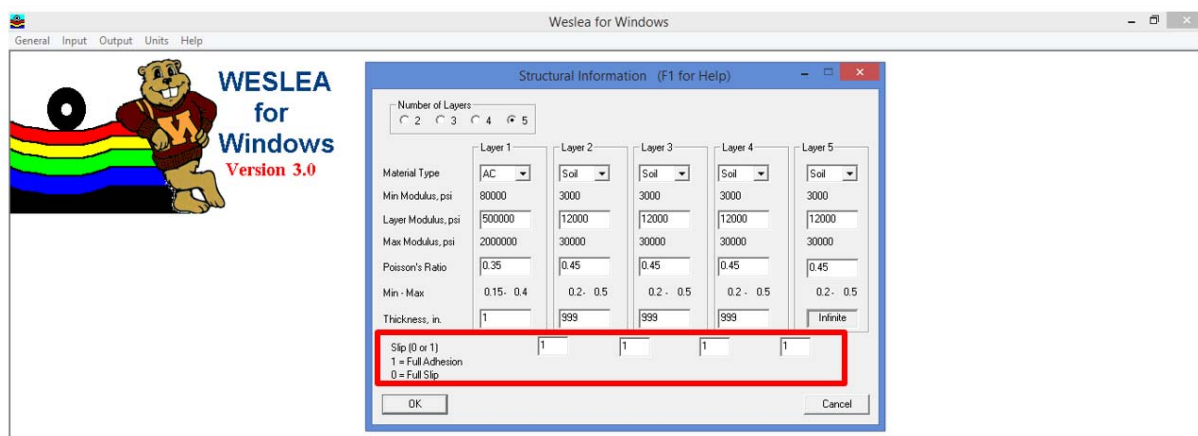 Weslea for Windows
General Input Output Units Help
WESLEA
for
Windows
Version 3.0
Structural Information (F1 for Help)
Number of Layers
2 3 4 5
Layer 1 Layer 2 Layer 3 Layer 4 Layer 5
Material Type AC Soil Soil Soil Soil
Min Modulus, psi 80000 3000 3000 3000 3000
Layer Modulus, psi 500000 12000 12000 12000 12000
Max Modulus, psi 2000000 30000 30000 30000 30000
Poisson's Ratio 0.35 0.45 0.45 0.45 0.45
Min - Max 0.15- 0.4 0.2- 0.5 0.2 - 0.5 0.2 - 0.5 0.2- 0.5
Thickness, in. 1 999 999 999 Infinite
Slip (0 or 1) 1 1 1 1
1 = Full Adhesion
0 = Full Slip
OK Cancel